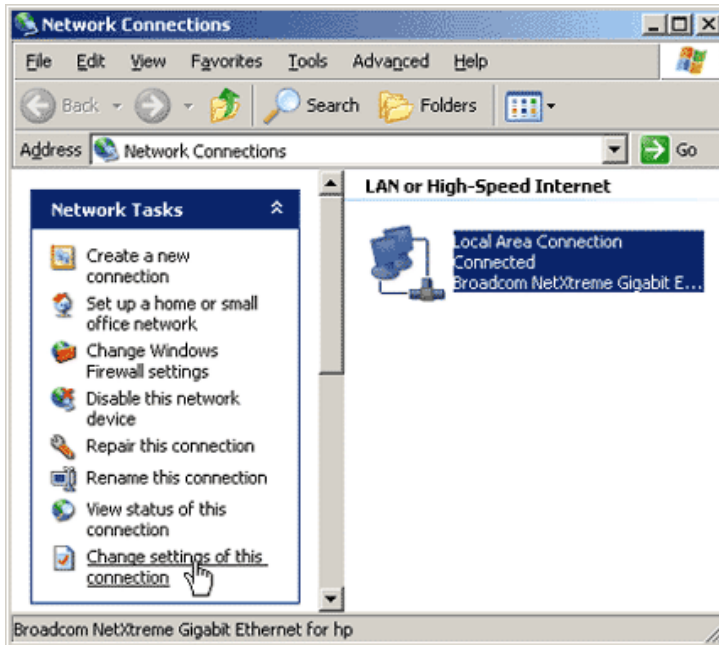 Network Connections
File Edit View Favorites Tools Advanced Help
Back Search Folders
Address Network Connections Go
Network Tasks
Create a new
connection
Set up a home or small
office network
Change Windows
Firewall settings
Disable this network
device
Repair this connection
Rename this connection
View status of this
connection
Change settings of this
connection
LAN or High-Speed Internet
Local Area Connection
Connected
Broadcom NetXtreme Gigabit E...
Broadcom NetXtreme Gigabit Ethernet for hp